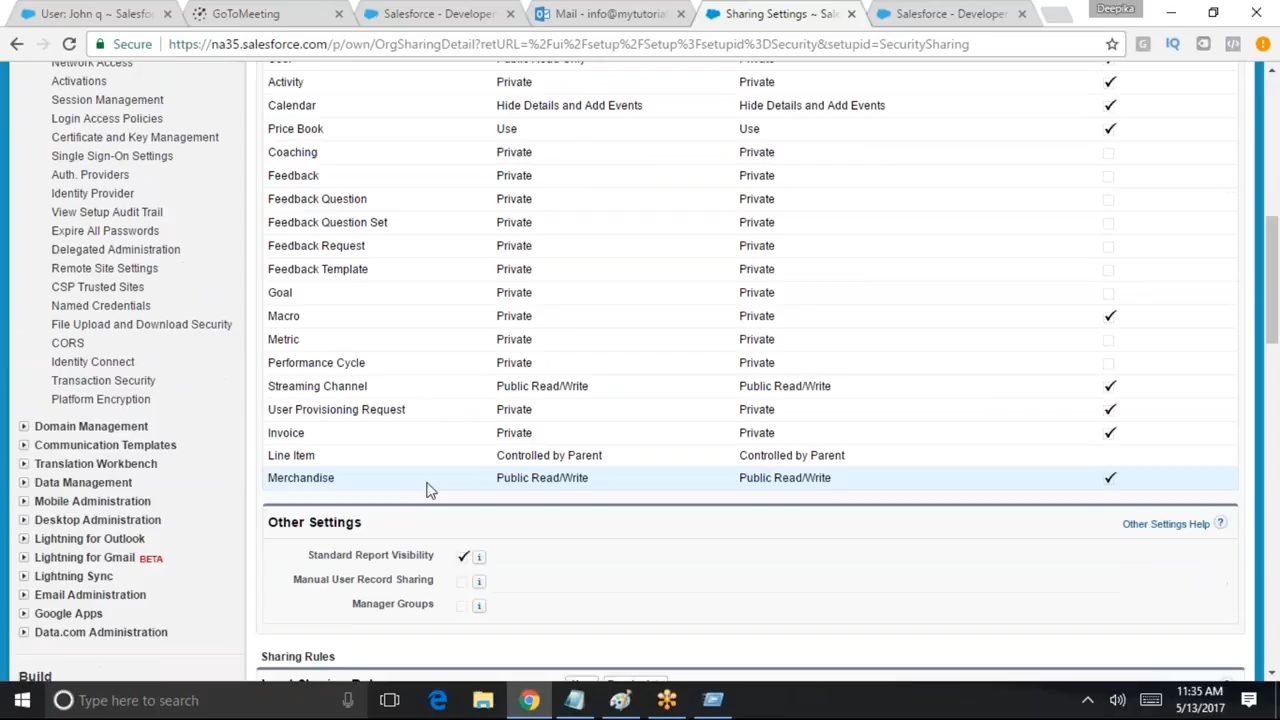 User: John q ~ Salesfo
GoToMeeting
Salesforce - Develope
Mail - info@mytutoria
Sharing Settings ~ Sal
Salesforce - Develope
Deepika
Secure
https://na35.salesforce.com/p/own/OrgSharingDetail?retURL=%2Fui%2Fsetup%2FSetup%3Fsetupid%3DSecurity&setupid=SecuritySharing
Network Access
Activations
Session Management
Login Access Policies
Certificate and Key Management
Single Sign-On Settings
Auth. Providers
Identity Provider
View Setup Audit Trail
Expire All Passwords
Delegated Administration
Remote Site Settings
CSP Trusted Sites
Named Credentials
File Upload and Download Security
CORS
Identity Connect
Transaction Security
Platform Encryption
Domain Management
Communication Templates
Translation Workbench
Data Management
Mobile Administration
Desktop Administration
Lightning for Outlook
Lightning for Gmail BETA
Lightning Sync
Email Administration
Google Apps
Data.com Administration
Build
User Public Read Only Private
Activity Private Private
Calendar Hide Details and Add Events Hide Details and Add Events
Price Book Use Use
Coaching Private Private
Feedback Private Private
Feedback Question Private Private
Feedback Question Set Private Private
Feedback Request Private Private
Feedback Template Private Private
Goal Private Private
Macro Private Private
Metric Private Private
Performance Cycle Private Private
Streaming Channel Public Read/Write Public Read/Write
User Provisioning Request Private Private
Invoice Private Private
Line Item Controlled by Parent Controlled by Parent
Merchandise Public Read/Write Public Read/Write
Other Settings
Other Settings Help ?
Standard Report Visibility
Manual User Record Sharing
Manager Groups
Sharing Rules
Type here to search
11:35 AM
5/13/2017